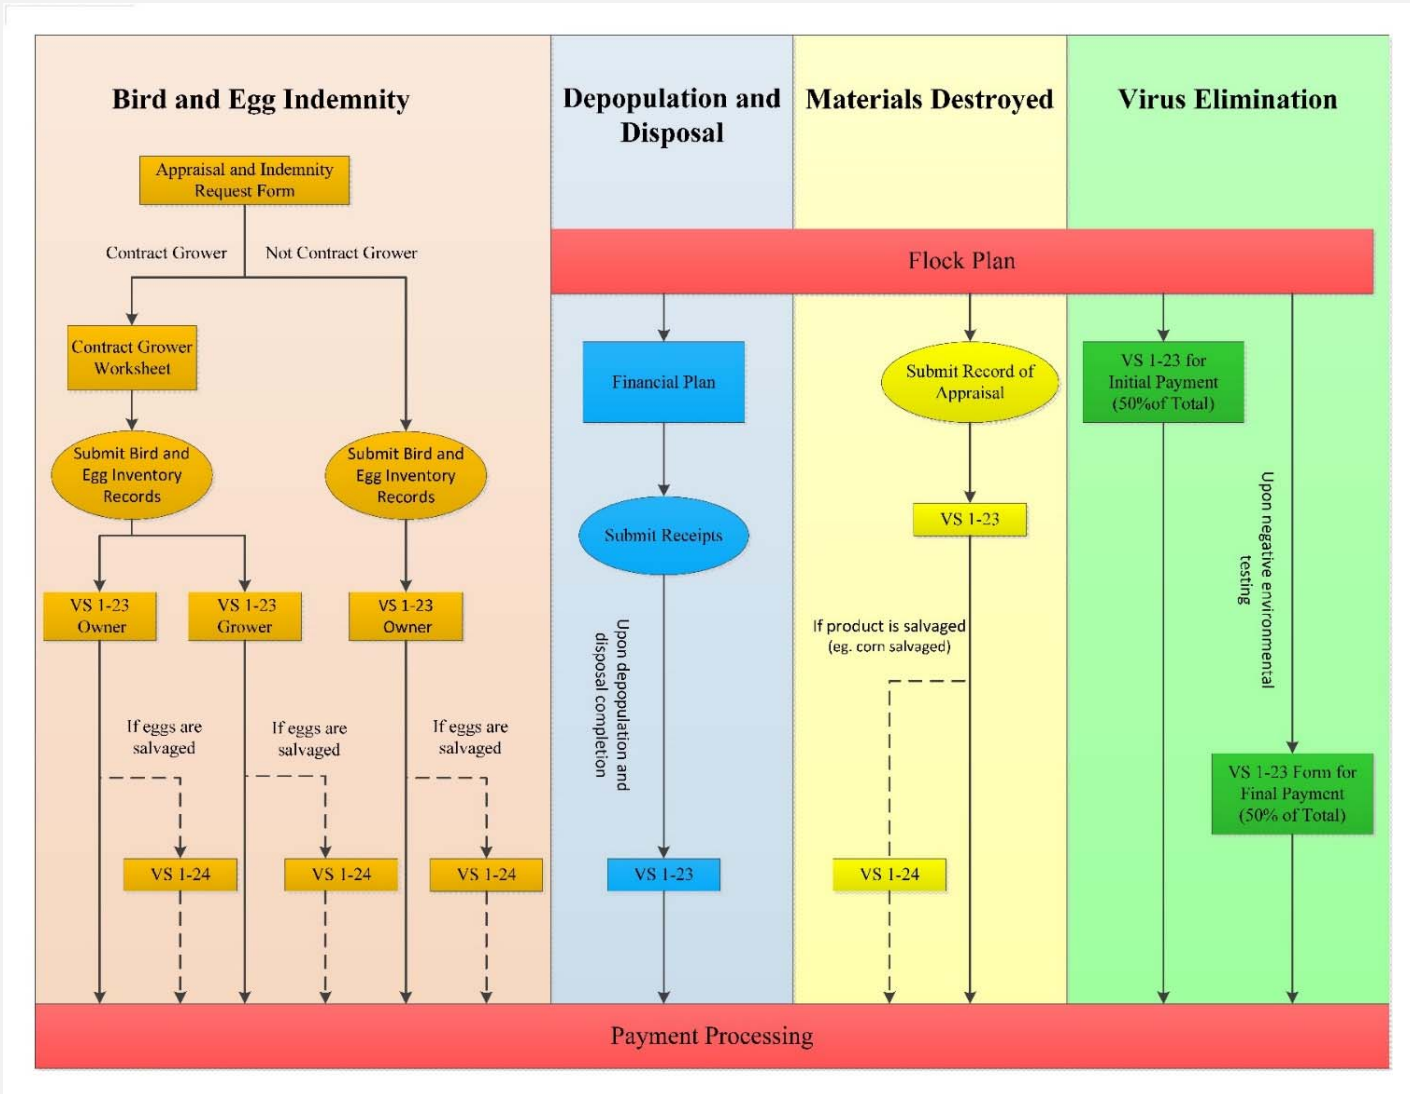 Bird and Egg Indemnity
Appraisal and Indemnity
Request Form
Contract Grower
Not Contract Grower
Contract Grower
Worksheet
Submit Bird and
Egg Inventory
Records
Submit Bird and
Egg Inventory
Records
VS 1-23
Owner
VS 1-23
Grower
VS 1-23
Owner
If eggs are
salvaged
If eggs are
salvaged
If eggs are
salvaged
VS 1-24
VS 1-24
VS 1-24
Depopulation and
Disposal
Materials Destroyed
Virus Elimination
Flock Plan
Financial Plan
Submit Receipts
Upon depopulation and
disposal completion
VS 1-23
Submit Record of
Appraisal
VS 1-23
If product is salvaged
(eg. corn salvaged)
VS 1-24
VS 1-23 for
Initial Payment
(50%of Total)
Upon negative environmental
testing
VS 1-23 Form for
Final Payment
(50% of Total)
Payment Processing